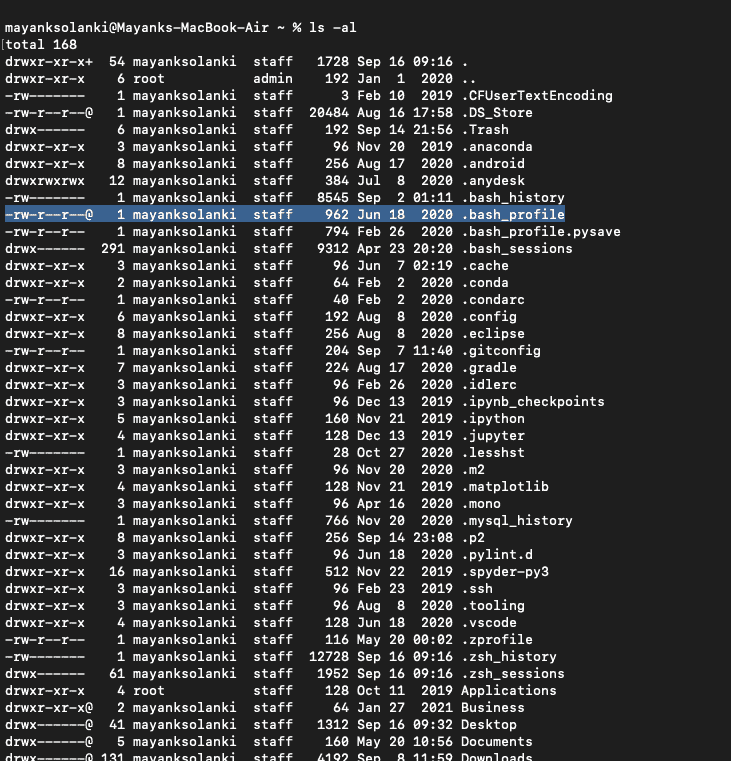 mayanksolanki@Mayanks-MacBook-Air ~ % ls -al
total 168
drwxr-xr-x+ 54 mayanksolanki staff 1728 Sep 16 09:16 .
drwxr-xr-x 6 root admin 192 Jan 1 2020 ..
-rw------- 1 mayanksolanki staff 3 Feb 10 2019 .CFUserTextEncoding
-rw-r--r--@ 1 mayanksolanki staff 20484 Aug 16 17:58 .DS_Store
drwx------ 6 mayanksolanki staff 192 Sep 14 21:56 .Trash
drwxr-xr-x 3 mayanksolanki staff 96 Nov 20 2019 .anaconda
drwxr-xr-x 8 mayanksolanki staff 256 Aug 17 2020 .android
drwxrwxrwx 12 mayanksolanki staff 384 Jul 8 2020 .anydesk
-rw------- 1 mayanksolanki staff 8545 Sep 2 01:11 .bash_history
-rw-r--r--@ 1 mayanksolanki staff 962 Jun 18 2020 .bash_profile
-rw-r--r-- 1 mayanksolanki staff 794 Feb 26 2020 .bash_profile.pysave
drwx------ 291 mayanksolanki staff 9312 Apr 23 20:20 .bash_sessions
drwxr-xr-x 3 mayanksolanki staff 96 Jun 7 02:19 .cache
drwxr-xr-x 2 mayanksolanki staff 64 Feb 2 2020 .conda
-rw-r--r-- 1 mayanksolanki staff 40 Feb 2 2020 .condarc
drwxr-xr-x 6 mayanksolanki staff 192 Aug 8 2020 .config
drwxr-xr-x 8 mayanksolanki staff 256 Aug 8 2020 .eclipse
-rw-r--r-- 1 mayanksolanki staff 204 Sep 7 11:40 .gitconfig
drwxr-xr-x 7 mayanksolanki staff 224 Aug 17 2020 .gradle
drwxr-xr-x 3 mayanksolanki staff 96 Feb 26 2020 .idlerc
drwxr-xr-x 3 mayanksolanki staff 96 Dec 13 2019 .ipynb_checkpoints
drwxr-xr-x 5 mayanksolanki staff 160 Nov 21 2019 .ipython
drwxr-xr-x 4 mayanksolanki staff 128 Dec 13 2019 .jupyter
-rw------- 1 mayanksolanki staff 28 Oct 27 2020 .lesshst
drwxr-xr-x 3 mayanksolanki staff 96 Nov 20 2020 .m2
drwxr-xr-x 4 mayanksolanki staff 128 Nov 21 2019 .matplotlib
drwxr-xr-x 3 mayanksolanki staff 96 Apr 16 2020 .mono
-rw------- 1 mayanksolanki staff 766 Nov 20 2020 .mysql_history
drwxr-xr-x 8 mayanksolanki staff 256 Sep 14 23:08 .p2
drwxr-xr-x 3 mayanksolanki staff 96 Jun 18 2020 .pylint.d
drwxr-xr-x 16 mayanksolanki staff 512 Nov 22 2019 .spyder-py3
drwxr-xr-x 3 mayanksolanki staff 96 Feb 23 2019 .ssh
drwxr-xr-x 3 mayanksolanki staff 96 Aug 8 2020 .tooling
drwxr-xr-x 4 mayanksolanki staff 128 Jun 18 2020 .vscode
-rw-r--r-- 1 mayanksolanki staff 116 May 20 00:02 .zprofile
-rw------- 1 mayanksolanki staff 12728 Sep 16 09:16 .zsh_history
drwx------ 61 mayanksolanki staff 1952 Sep 16 09:16 .zsh_sessions
drwxr-xr-x 4 root staff 128 Oct 11 2019 Applications
drwxr-xr-x@ 2 mayanksolanki staff 64 Jan 27 2021 Business
drwx------@ 41 mayanksolanki staff 1312 Sep 16 09:32 Desktop
drwx------@ 5 mayanksolanki staff 160 May 20 10:56 Documents
drwx------@ 131 mayanksolanki staff 4192 Sep 8 11:59 Downloads